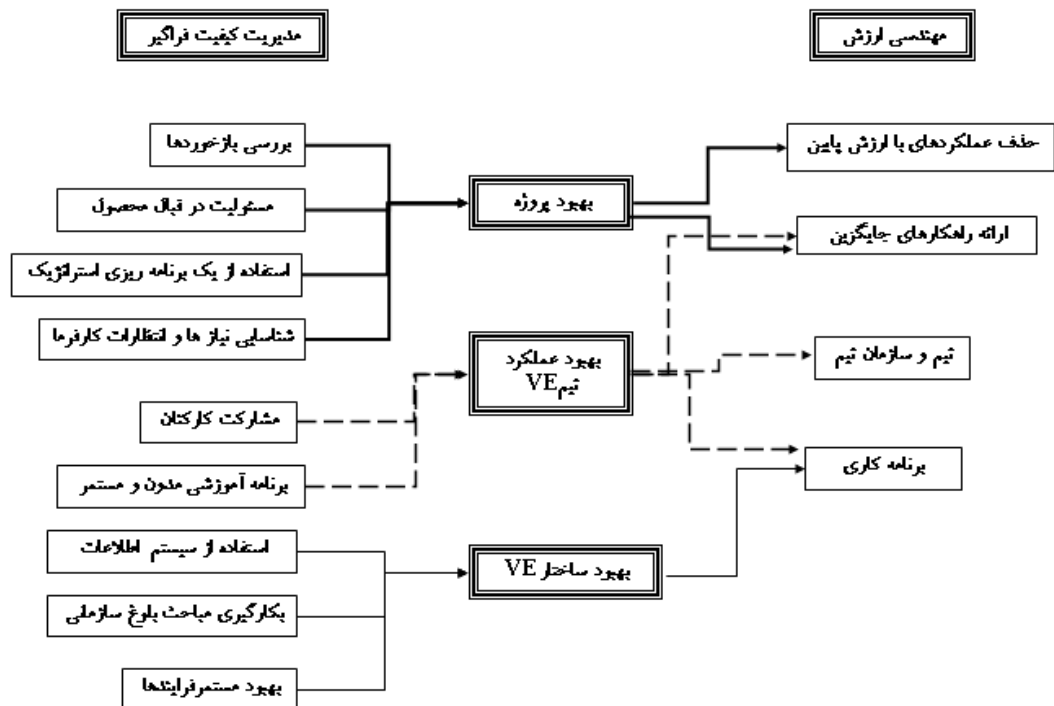 مهندسی ارزش
مدیریت کیفیت فراگیر
حذف عملکردهای با ارزش پایین
ارائه راهکارهای جایگزین
تیم و سازمان تیم
برنامه کاری
بهبود پروژه
بهبود عملکرد
تیم VE
بهبود ساختار VE
بررسی بازخوردها
مسئولیت در قبال محصول
استفاده از یک برنامه ریزی استراتژیک
شناسایی نیاز ها و انتظارات کارفرما
مشارکت کارکنان
برنامه آموزشی مدون و مستمر
استفاده از سیستم اطلاعات
بکارگیری مباحث بلوغ سازمانی
بهبود مستمرفرایندها